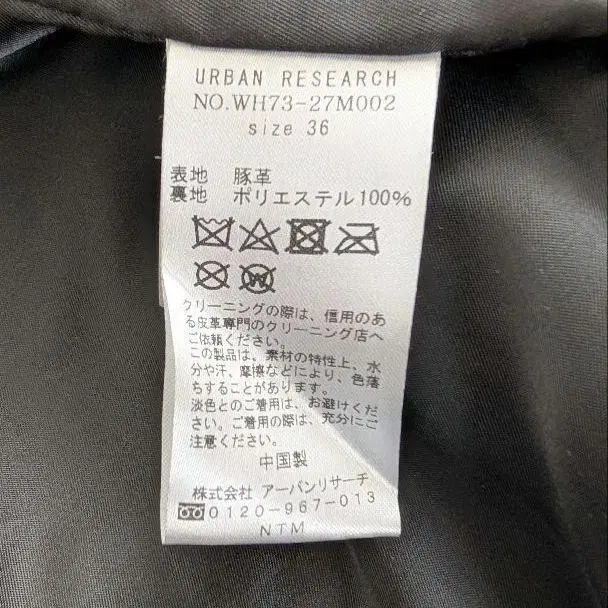 URBAN RESEARCH
NO.WH73-27M002
size 36
表地 豚革
裏地 ポリエステル100%
W
クリーニングの際は、信用のあ
る皮革専門のクリーニング店へ
ご依頼ください。
この製品は、素材の特性上、水
分や汗、摩擦などにより、色落
ちすることがあります。
淡色とのご着用は、お避けくだ
さい。ご着用の際は、充分にご
注意ください。
中国製
株式会社 アーバンリサーチ
0120-967-013
NTM